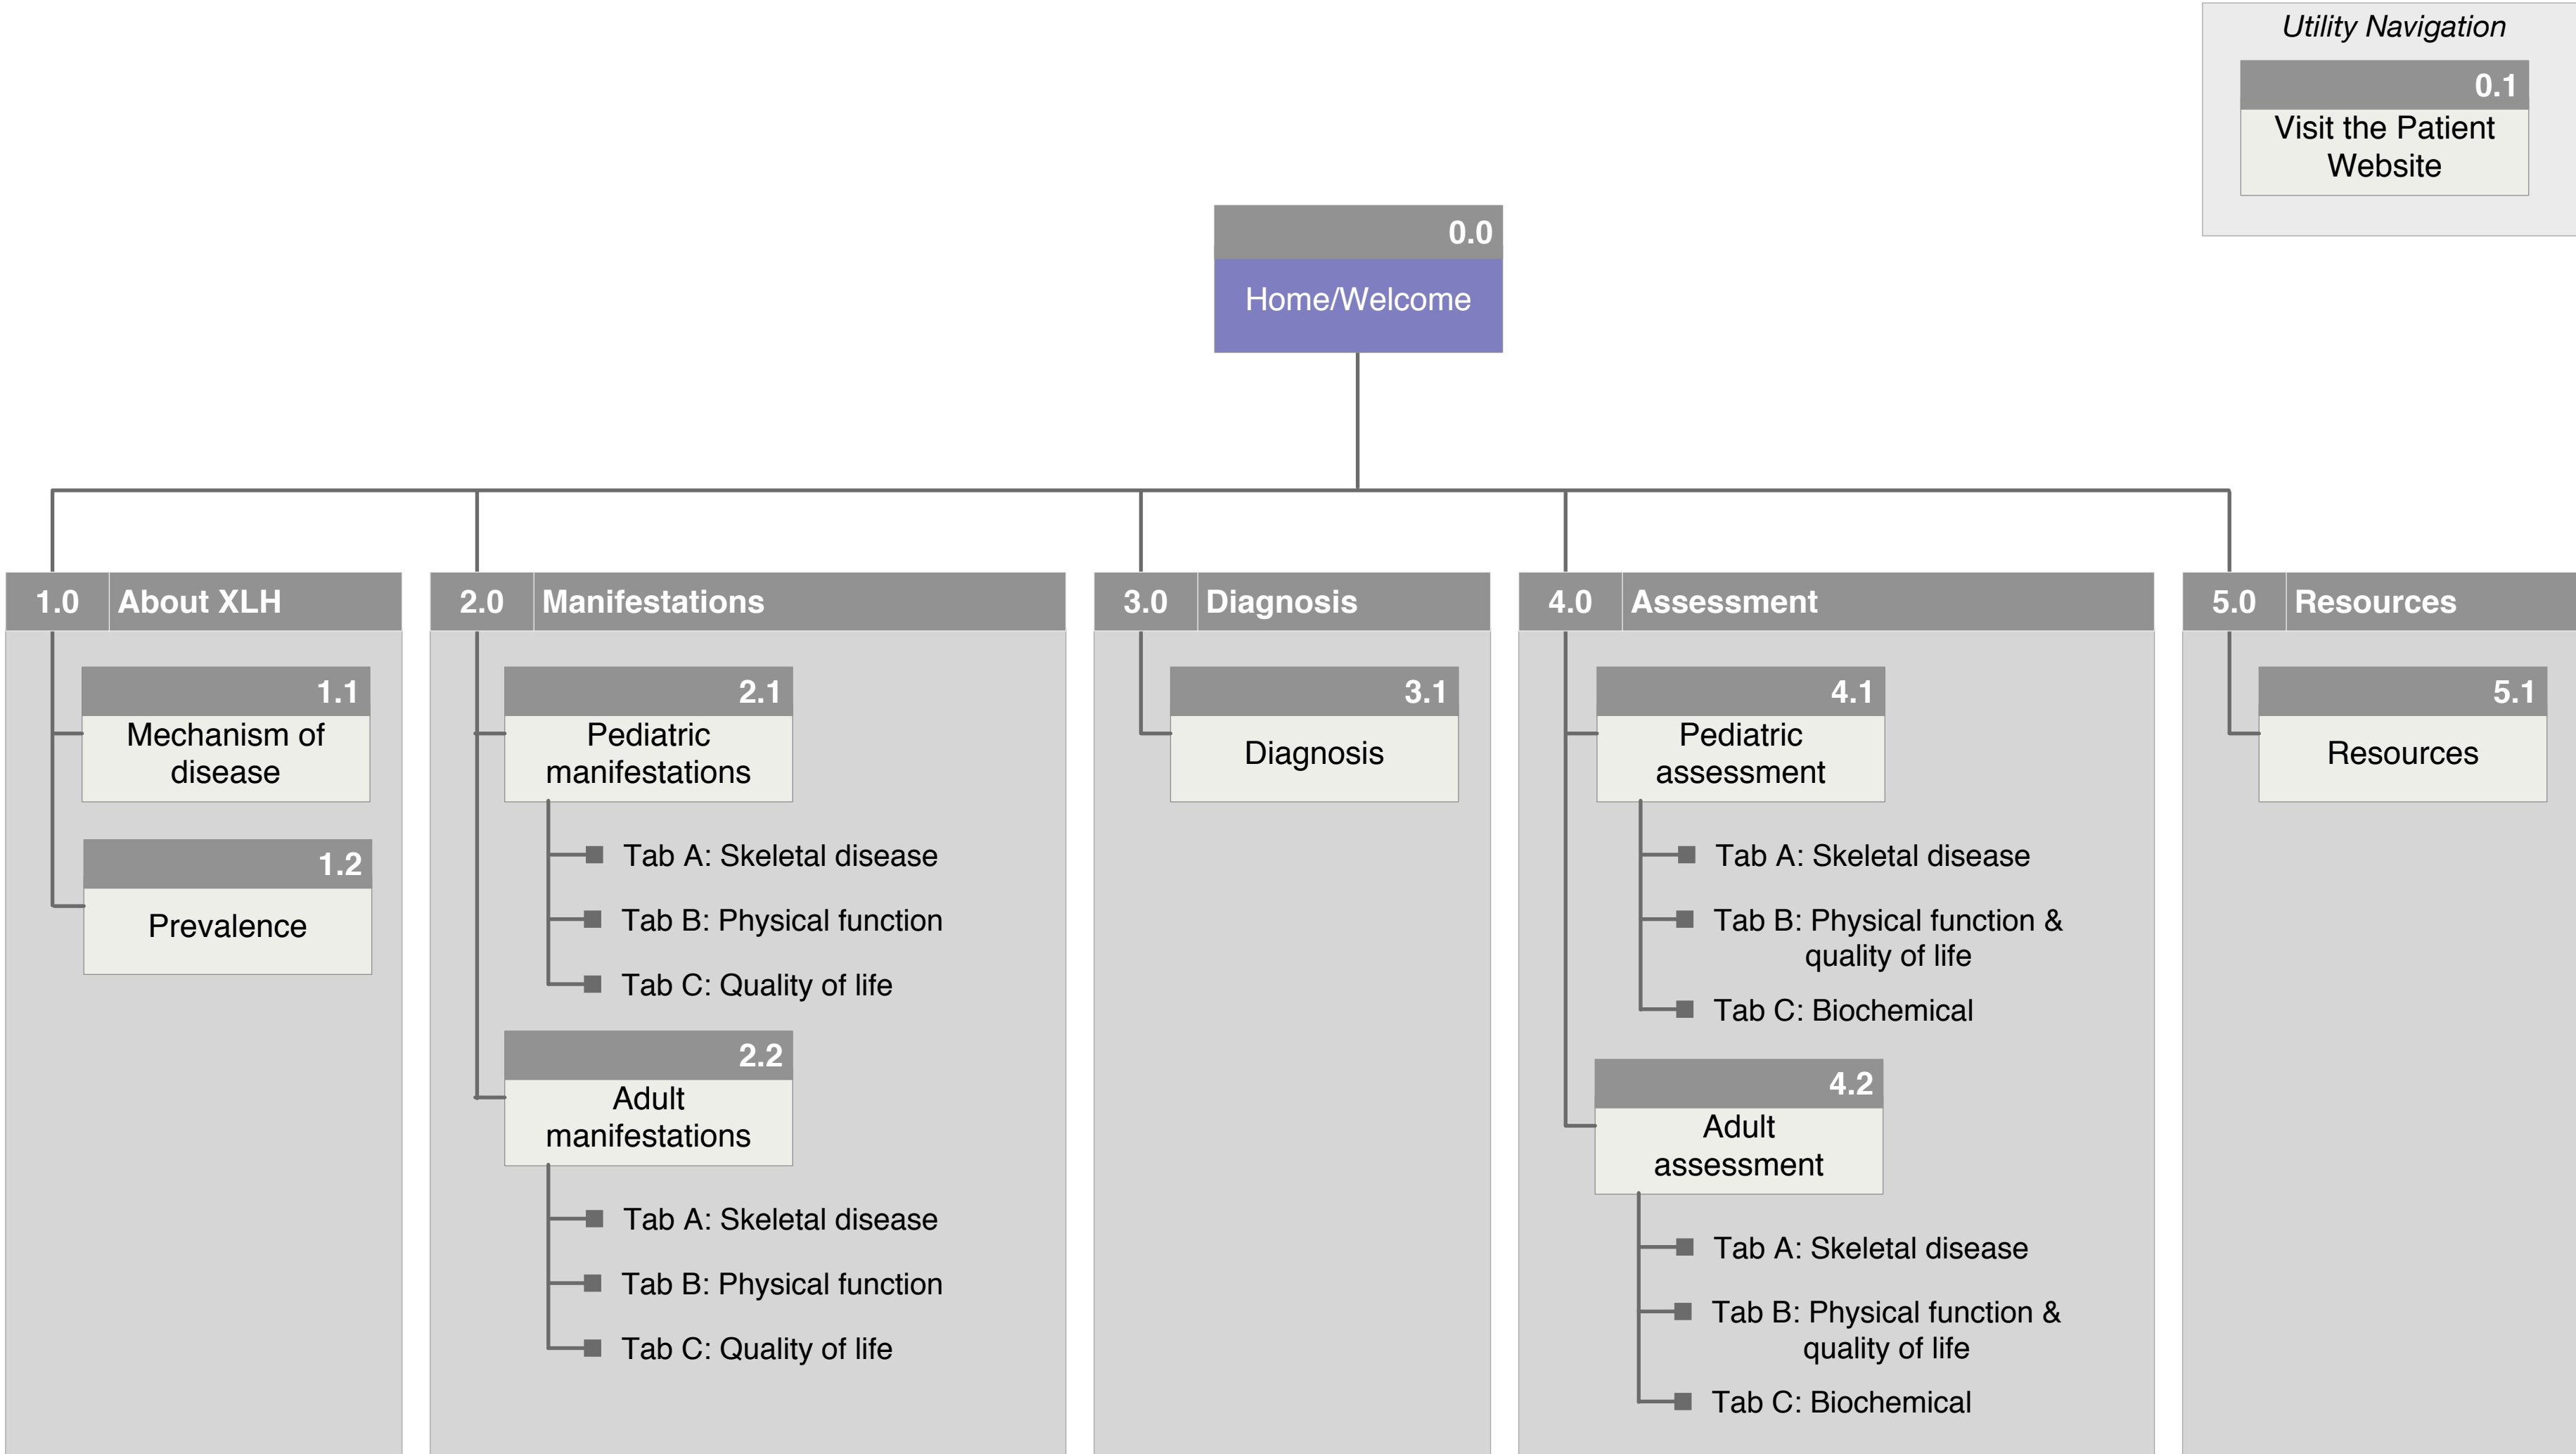 Utility Navigation
0.1
Visit the Patient
Website
0.0
Home/Welcome
1.0 About XLH
1.1
Mechanism of
disease
1.2
Prevalence
2.0 Manifestations
2.1
Pediatric
manifestations
Tab A: Skeletal disease
Tab B: Physical function
Tab C: Quality of life
2.2
Adult
manifestations
Tab A: Skeletal disease
Tab B: Physical function
Tab C: Quality of life
3.0 Diagnosis
3.1
Diagnosis
4.0 Assessment
4.1
Pediatric
assessment
Tab A: Skeletal disease
Tab B: Physical function &
quality of life
Tab C: Biochemical
4.2
Adult
assessment
Tab A: Skeletal disease
Tab B: Physical function &
quality of life
Tab C: Biochemical
5.0 Resources
5.1
Resources